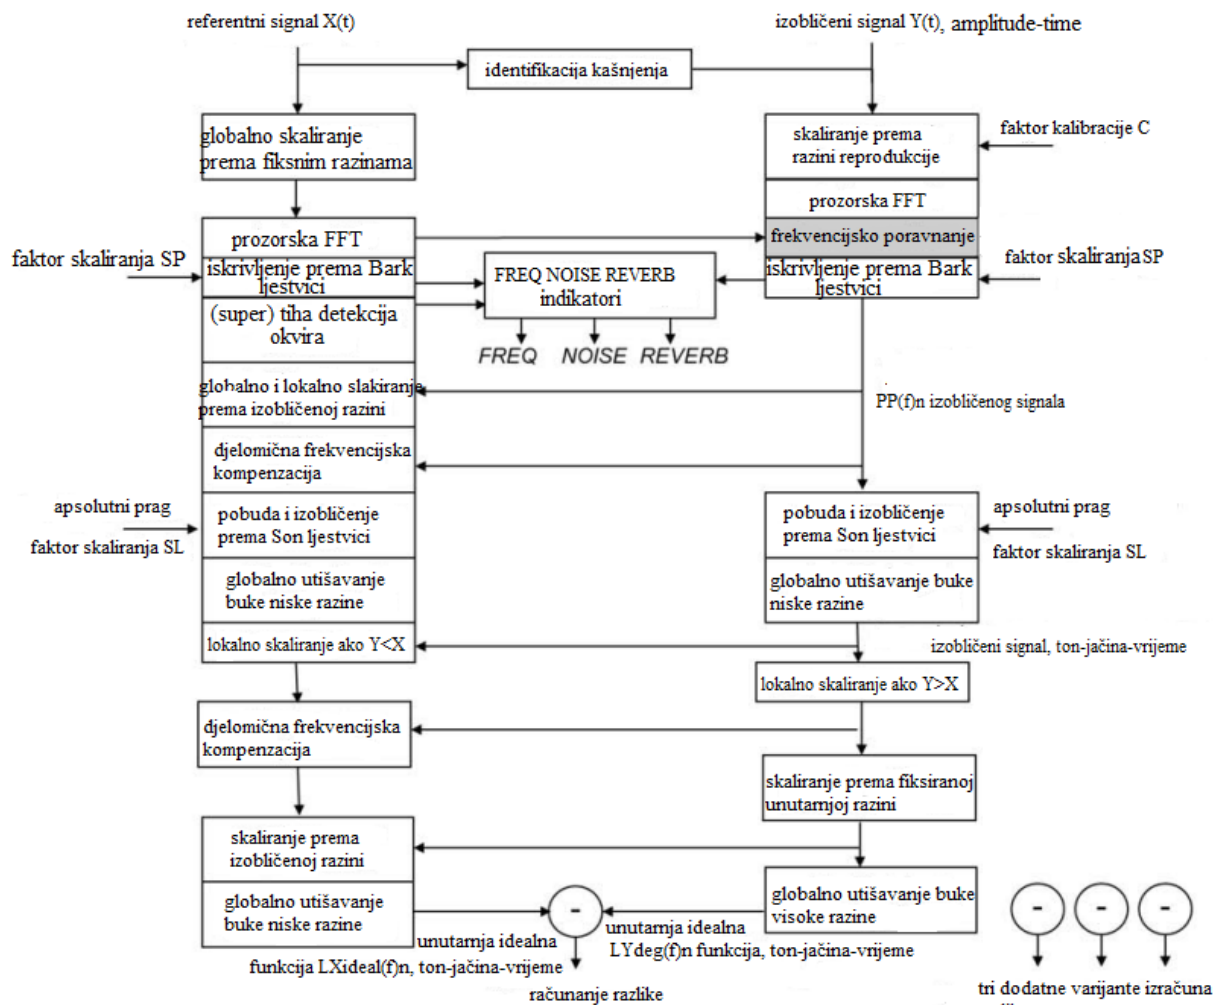 referentni signal X(t)
izobličeni signal Y(t), amplitude-time
identifikacija kašnjenja
globalno skaliranje
prema fiksnim razinama
skaliranje prema
razini reprodukcije
faktor kalibracije C
prozorska FFT
prozorska FFT
frekvencijsko poravnanje
faktor skaliranja SP
iskrivljenje prema Bark
ljestvici
FREQ NOISE REVERB
indikatori
iskrivljenje prema Bark
ljestvici
faktor skaliranja SP
(super) tiha detekcija
okvira
FREQ NOISE REVERB
globalno i lokalno slakiranje
prema izobličenoj razini
PP(f)n izobličenog signala
djelomična frekvencijska
kompenzacija
apsolutni prag
faktor skaliranja SL
pobuda i izobličenje
prema Son ljestvici
pobuda i izobličenje
prema Son ljestvici
apsolutni prag
faktor skaliranja SL
globalno utišavanje
buke niske razine
globalno utišavanje buke
niske razine
lokalno skaliranje ako Y<X
izobličeni signal, ton-jačina-vrijeme
lokalno skaliranje ako Y>X
djelomična frekvencijska
kompenzacija
skaliranje prema fiksiranoj
unutarnjoj razini
skaliranje prema
izobličenoj razini
globalno utišavanje
buke niske razine
-
globalno utišavanje buke
visoke razine
- - -
unutarnja idealna
funkcija LXideal(f)n, ton-jačina-vrijeme
unutarnja idealna
LYdeg(f)n funkcija, ton-jačina-vrijeme
računanje razlike
tri dodatne varijante izračuna